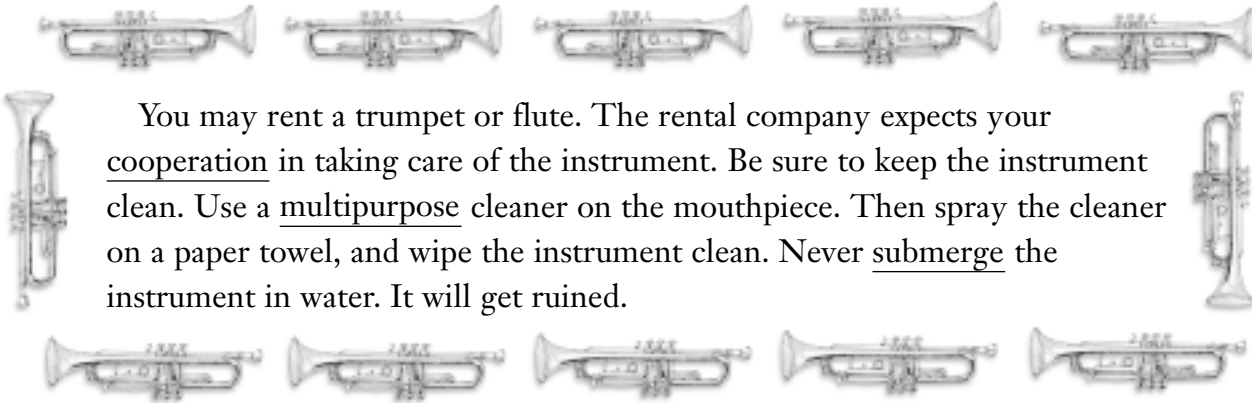 You may rent a trumpet or flute. The rental company expects your
cooperation in taking care of the instrument. Be sure to keep the instrument
clean. Use a multipurpose cleaner on the mouthpiece. Then spray the cleaner
on a paper towel, and wipe the instrument clean. Never submerge the
instrument in water. It will get ruined.